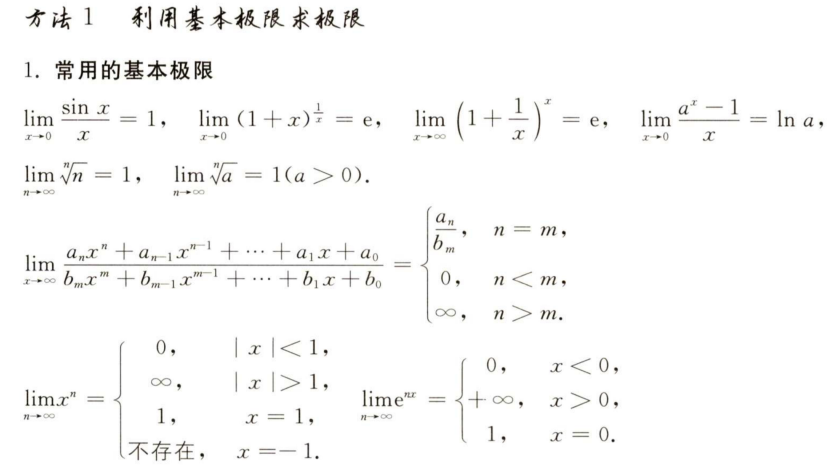 方法 1 利用基本极限求极限
1. 常用的基本极限
$\lim_{x \to 0} \frac{\sin x}{x} = 1$, $\lim_{x \to 0} (1+x)^{\frac{1}{x}} = \mathrm{e}$, $\lim_{x \to \infty} \left(1+\frac{1}{x}\right)^x = \mathrm{e}$, $\lim_{x \to 0} \frac{a^x - 1}{x} = \ln a$,
$\lim_{n \to \infty} \sqrt[n]{n} = 1$, $\lim_{n \to \infty} \sqrt[n]{a} = 1 (a > 0)$.
$\lim_{x \to \infty} \frac{a_n x^n + a_{n-1} x^{n-1} + \cdots + a_1 x + a_0}{b_m x^m + b_{m-1} x^{m-1} + \cdots + b_1 x + b_0} = \begin{cases} \frac{a_n}{b_m}, & n = m, \\ 0, & n < m, \\ \infty, & n > m. \end{cases}$
$\lim_{n \to \infty} x^n = \begin{cases} 0, & |x| < 1, \\ \infty, & |x| > 1, \\ 1, & x = 1, \\ 不存在, & x = -1. \end{cases}$ $\lim_{n \to \infty} \mathrm{e}^{nx} = \begin{cases} 0, & x < 0, \\ +\infty, & x > 0, \\ 1, & x = 0. \end{cases}$